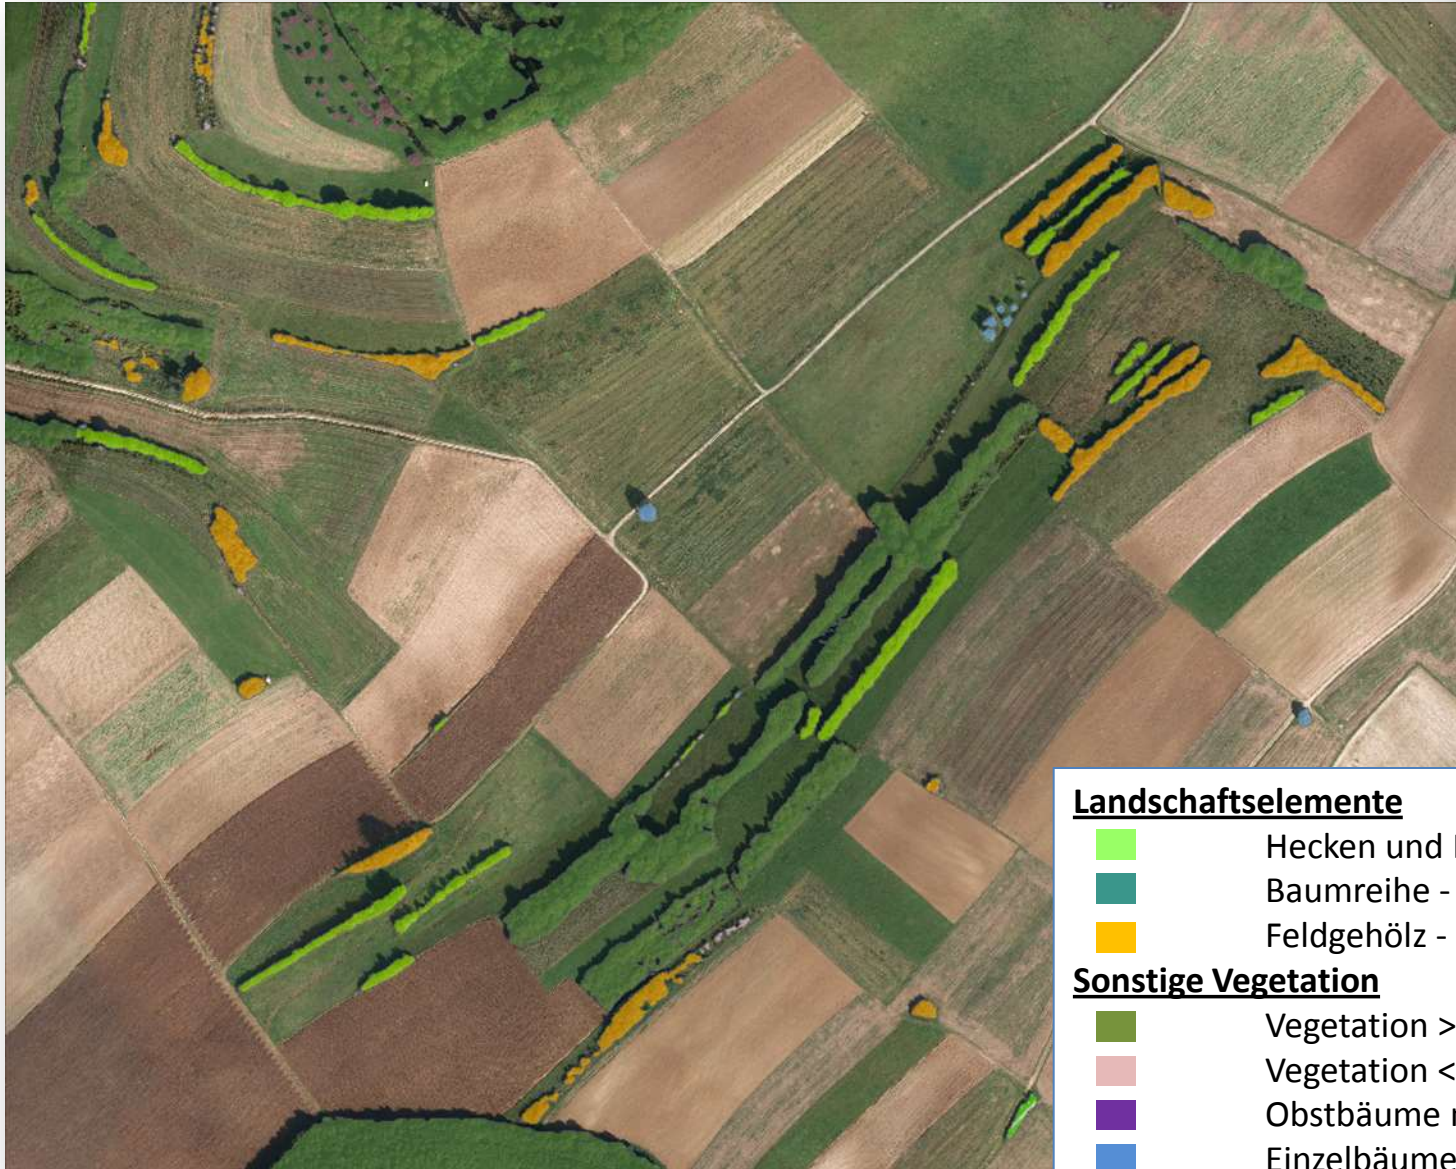 Landschaftselemente
Hecken und
Baumreihe -
Feldgehölz -
Sonstige Vegetation
Vegetation >
Vegetation <
Obstbäume
Einzelbäume